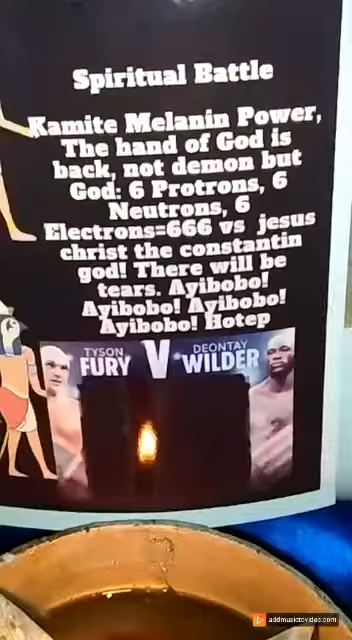 Spiritual Battle
Kamite Melanin Power,
The hand of God is
back, not demon but
God: 6 Protrons, 6
Neutrons, 6
Electrons=666 vs jesus
christ the constantin
god! There will be
tears. Ayibobo!
Ayibobo! Ayibobo!
Ayibobo! Hotep
TYSON FURY V DEONTAY WILDER
addmusictovideo.com